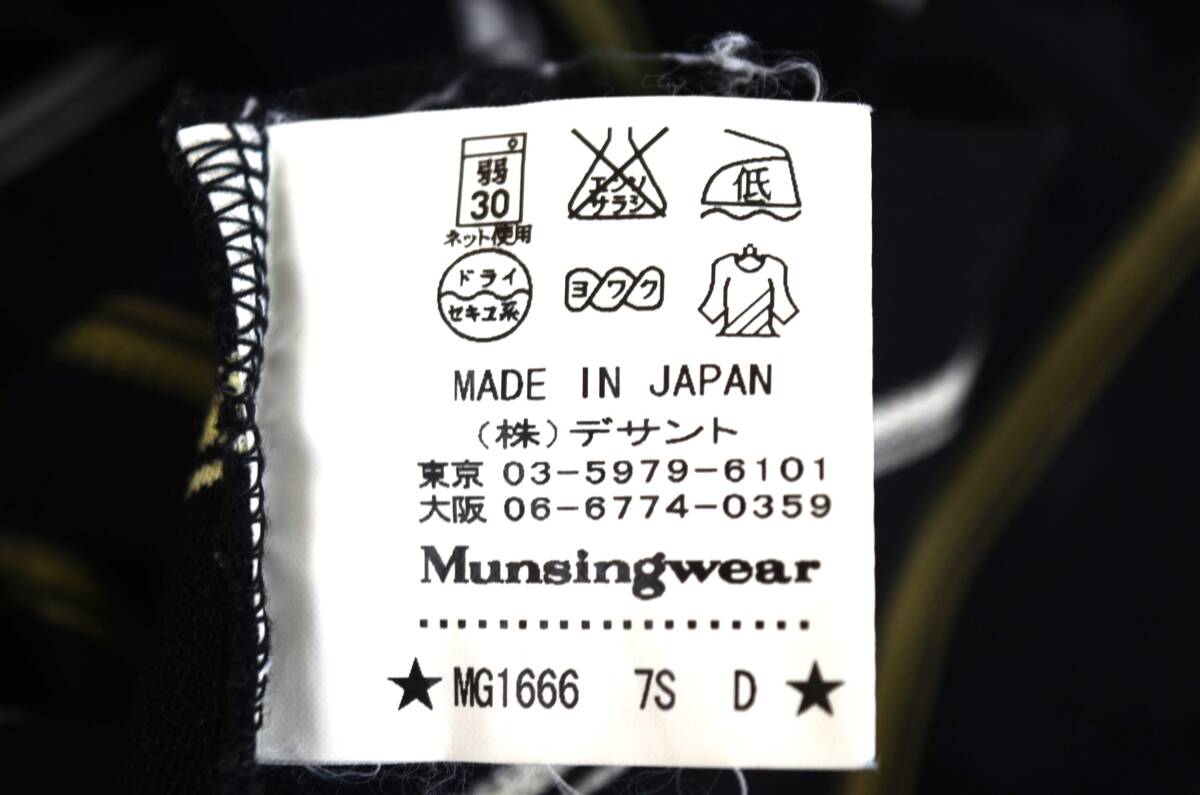 弱 30
ネット使用
エンソ サラシ
低
ドライ セキユ系
ヨワク
MADE IN JAPAN
(株)デサント
東京 03-5979-6101
大阪 06-6774-0359
Munsingwear
★MG1666 7S D ★